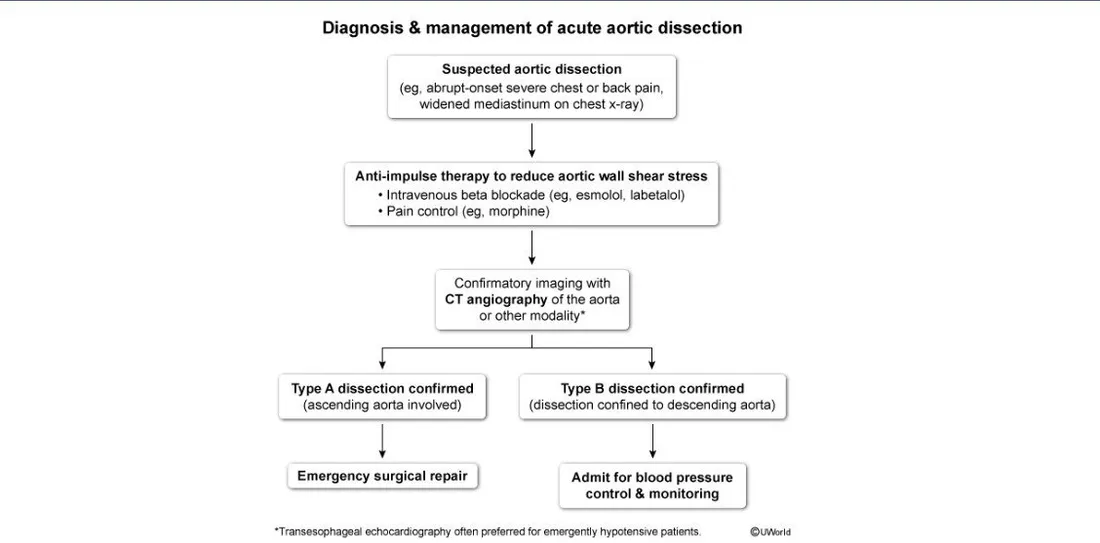 Diagnosis & management of acute aortic dissection
Suspected aortic dissection
(eg, abrupt-onset severe chest or back pain,
widened mediastinum on chest x-ray)
Anti-impulse therapy to reduce aortic wall shear stress
• Intravenous beta blockade (eg, esmolol, labetalol)
• Pain control (eg, morphine)
Confirmatory imaging with
CT angiography of the aorta
or other modality*
Type A dissection confirmed
(ascending aorta involved)
Type B dissection confirmed
(dissection confined to descending aorta)
Emergency surgical repair
Admit for blood pressure
control & monitoring
*Transesophageal echocardiography often preferred for emergently hypotensive patients.
©UWorld